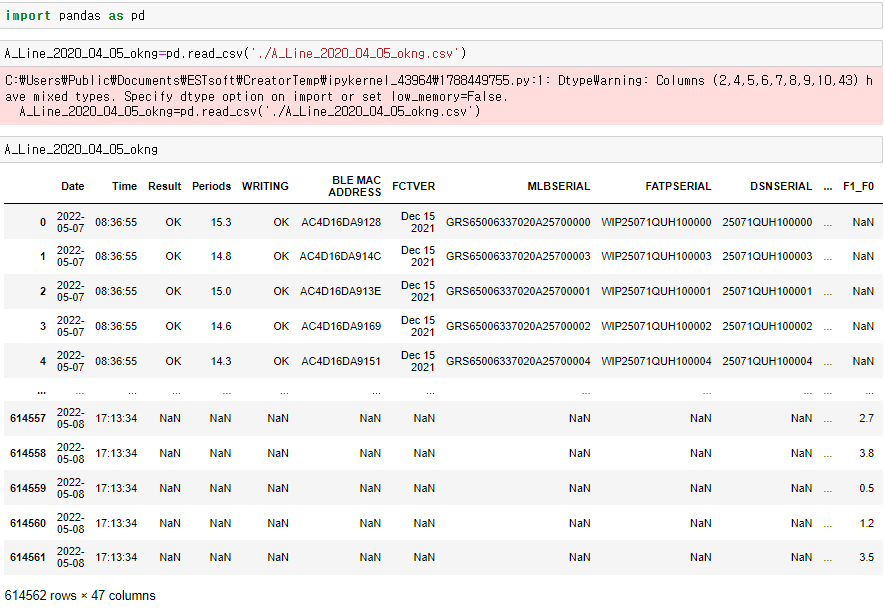 import pandas as pd
A_Line_2020_04_05_okng=pd.read_csv('./A_Line_2020_04_05_okng.csv')
C:₩Users₩Public₩Documents₩ESTsoft₩CreatorTemp₩ipykernel_43964₩1788449755.py:1: DtypeWarning: Columns (2,4,5,6,7,8,9,10,43) h
ave mixed types. Specify dtype option on import or set low_memory=False.
A_Line_2020_04_05_okng=pd.read_csv('./A_Line_2020_04_05_okng.csv')
A_Line_2020_04_05_okng
Date Time Result Periods WRITING BLE MAC ADDRESS FCTVER MLBSERIAL FATPSERIAL DSNSERIAL ... F1_F0
0 2022-05-07 08:36:55 OK 15.3 OK AC4D16DA9128 Dec 15 2021 GRS65006337020A25700000 WIP25071QUH100000 25071QUH100000 ... NaN
1 2022-05-07 08:36:55 OK 14.8 OK AC4D16DA914C Dec 15 2021 GRS65006337020A25700003 WIP25071QUH100003 25071QUH100003 ... NaN
2 2022-05-07 08:36:55 OK 15.0 OK AC4D16DA913E Dec 15 2021 GRS65006337020A25700001 WIP25071QUH100001 25071QUH100001 ... NaN
3 2022-05-07 08:36:55 OK 14.6 OK AC4D16DA9169 Dec 15 2021 GRS65006337020A25700002 WIP25071QUH100002 25071QUH100002 ... NaN
4 2022-05-07 08:36:55 OK 14.3 OK AC4D16DA9151 Dec 15 2021 GRS65006337020A25700004 WIP25071QUH100004 25071QUH100004 ... NaN
... ... ... ... ... ... ... ... ... ... ... ... ...
614557 2022-05-08 17:13:34 NaN NaN NaN NaN NaN NaN NaN NaN ... 2.7
614558 2022-05-08 17:13:34 NaN NaN NaN NaN NaN NaN NaN NaN ... 3.8
614559 2022-05-08 17:13:34 NaN NaN NaN NaN NaN NaN NaN NaN ... 0.5
614560 2022-05-08 17:13:34 NaN NaN NaN NaN NaN NaN NaN NaN ... 1.2
614561 2022-05-08 17:13:34 NaN NaN NaN NaN NaN NaN NaN NaN ... 3.5
614562 rows × 47 columns